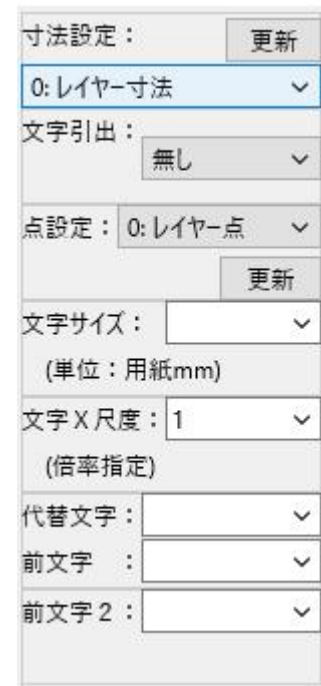 寸法設定： 更新
0: レイヤー寸法
文字引出：
無し
点設定： 0: レイヤー点
更新
文字サイズ：
(単位：用紙mm)
文字X尺度： 1
(倍率指定)
代替文字：
前文字 ：
前文字2：